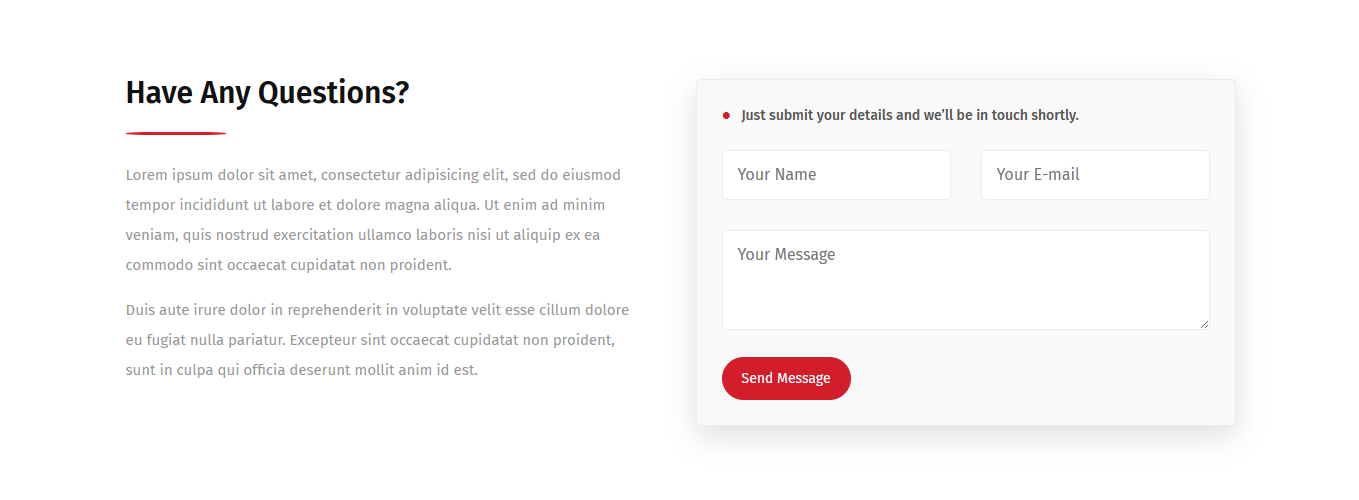 Have Any Questions?
Lorem ipsum dolor sit amet, consectetur adipisicing elit, sed do eiusmod
tempor incididunt ut labore et dolore magna aliqua. Ut enim ad minim
veniam, quis nostrud exercitation ullamco laboris nisi ut aliquip ex ea
commodo sint occaecat cupidatat non proident.
Duis aute irure dolor in reprehenderit in voluptate velit esse cillum dolore
eu fugiat nulla pariatur. Excepteur sint occaecat cupidatat non proident,
sunt in culpa qui officia deserunt mollit anim id est.
Just submit your details and we’ll be in touch shortly.
Your Name
Your E-mail
Your Message
Send Message